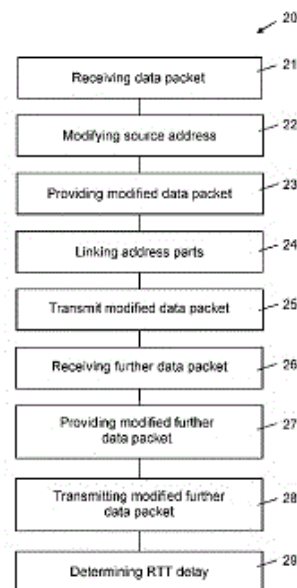 20
Receiving data packet
21
Modifying source address
22
Providing modified data packet
23
Linking address parts
24
Transmit modified data packet
25
Receiving further data packet
26
Providing modified further
data packet
27
Transmitting modified further
data packet
28
Determining RTT delay
29